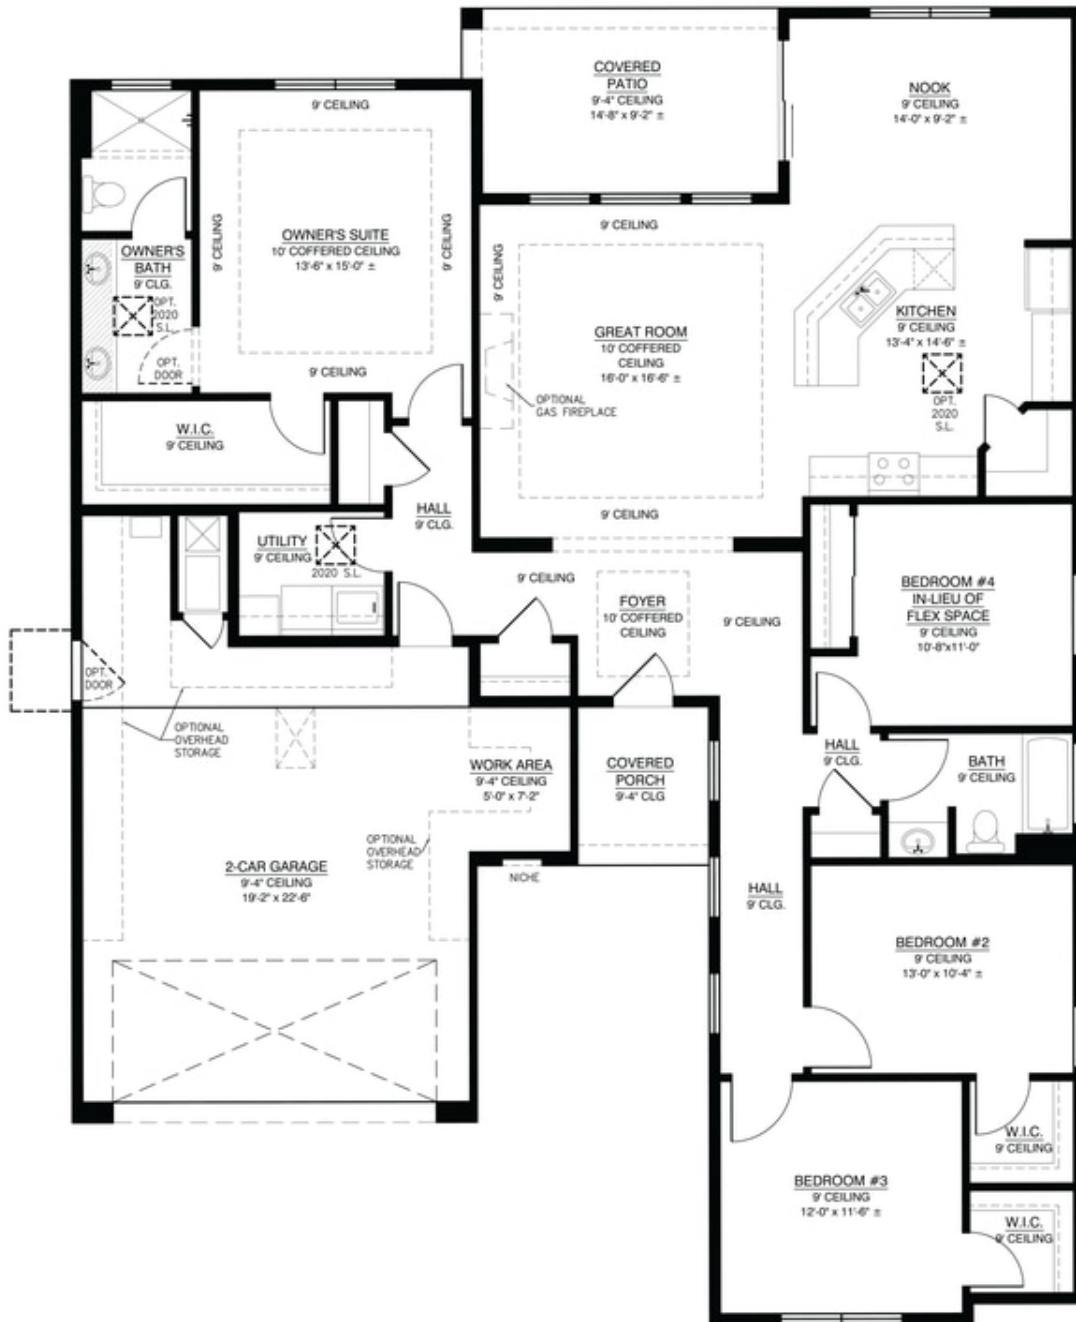 COVERED
PATIO
9'-4" CEILING
14'-8" x 9'-2" ±
NOOK
9' CEILING
14'-0" x 9'-2" ±
9' CEILING
9' CEILING
OWNER'S SUITE
10' COFFERED CEILING
13'-6" x 15'-0" ±
9' CEILING
9' CEILING
OWNER'S
BATH
9' CLG.
OPT.
2020
S.L.
OPT.
DOOR
9' CEILING
9' CEILING
GREAT ROOM
10' COFFERED
CEILING
16'-0" x 16'-6" ±
OPTIONAL
GAS FIREPLACE
9' CEILING
KITCHEN
9' CEILING
13'-4" x 14'-6" ±
OPT.
2020
S.L.
W.I.C.
9' CEILING
HALL
9' CLG.
UTILITY
9' CEILING
2020 S.L.
9' CEILING
FOYER
10' COFFERED
CEILING
9' CEILING
BEDROOM #4
IN-LIEU OF
FLEX SPACE
9' CEILING
10'-8"x11'-0"
OPT.
DOOR
OPTIONAL
OVERHEAD
STORAGE
WORK AREA
9'-4" CEILING
5'-0" x 7'-2"
COVERED
PORCH
9'-4" CLG
HALL
9' CLG.
BATH
9' CEILING
OPTIONAL
OVERHEAD
STORAGE
NICHE
2-CAR GARAGE
9'-4" CEILING
19'-2" x 22'-6"
HALL
9' CLG.
BEDROOM #2
9' CEILING
13'-0" x 10'-4" ±
W.I.C.
9' CEILING
BEDROOM #3
9' CEILING
12'-0" x 11'-6" ±
W.I.C.
9' CEILING